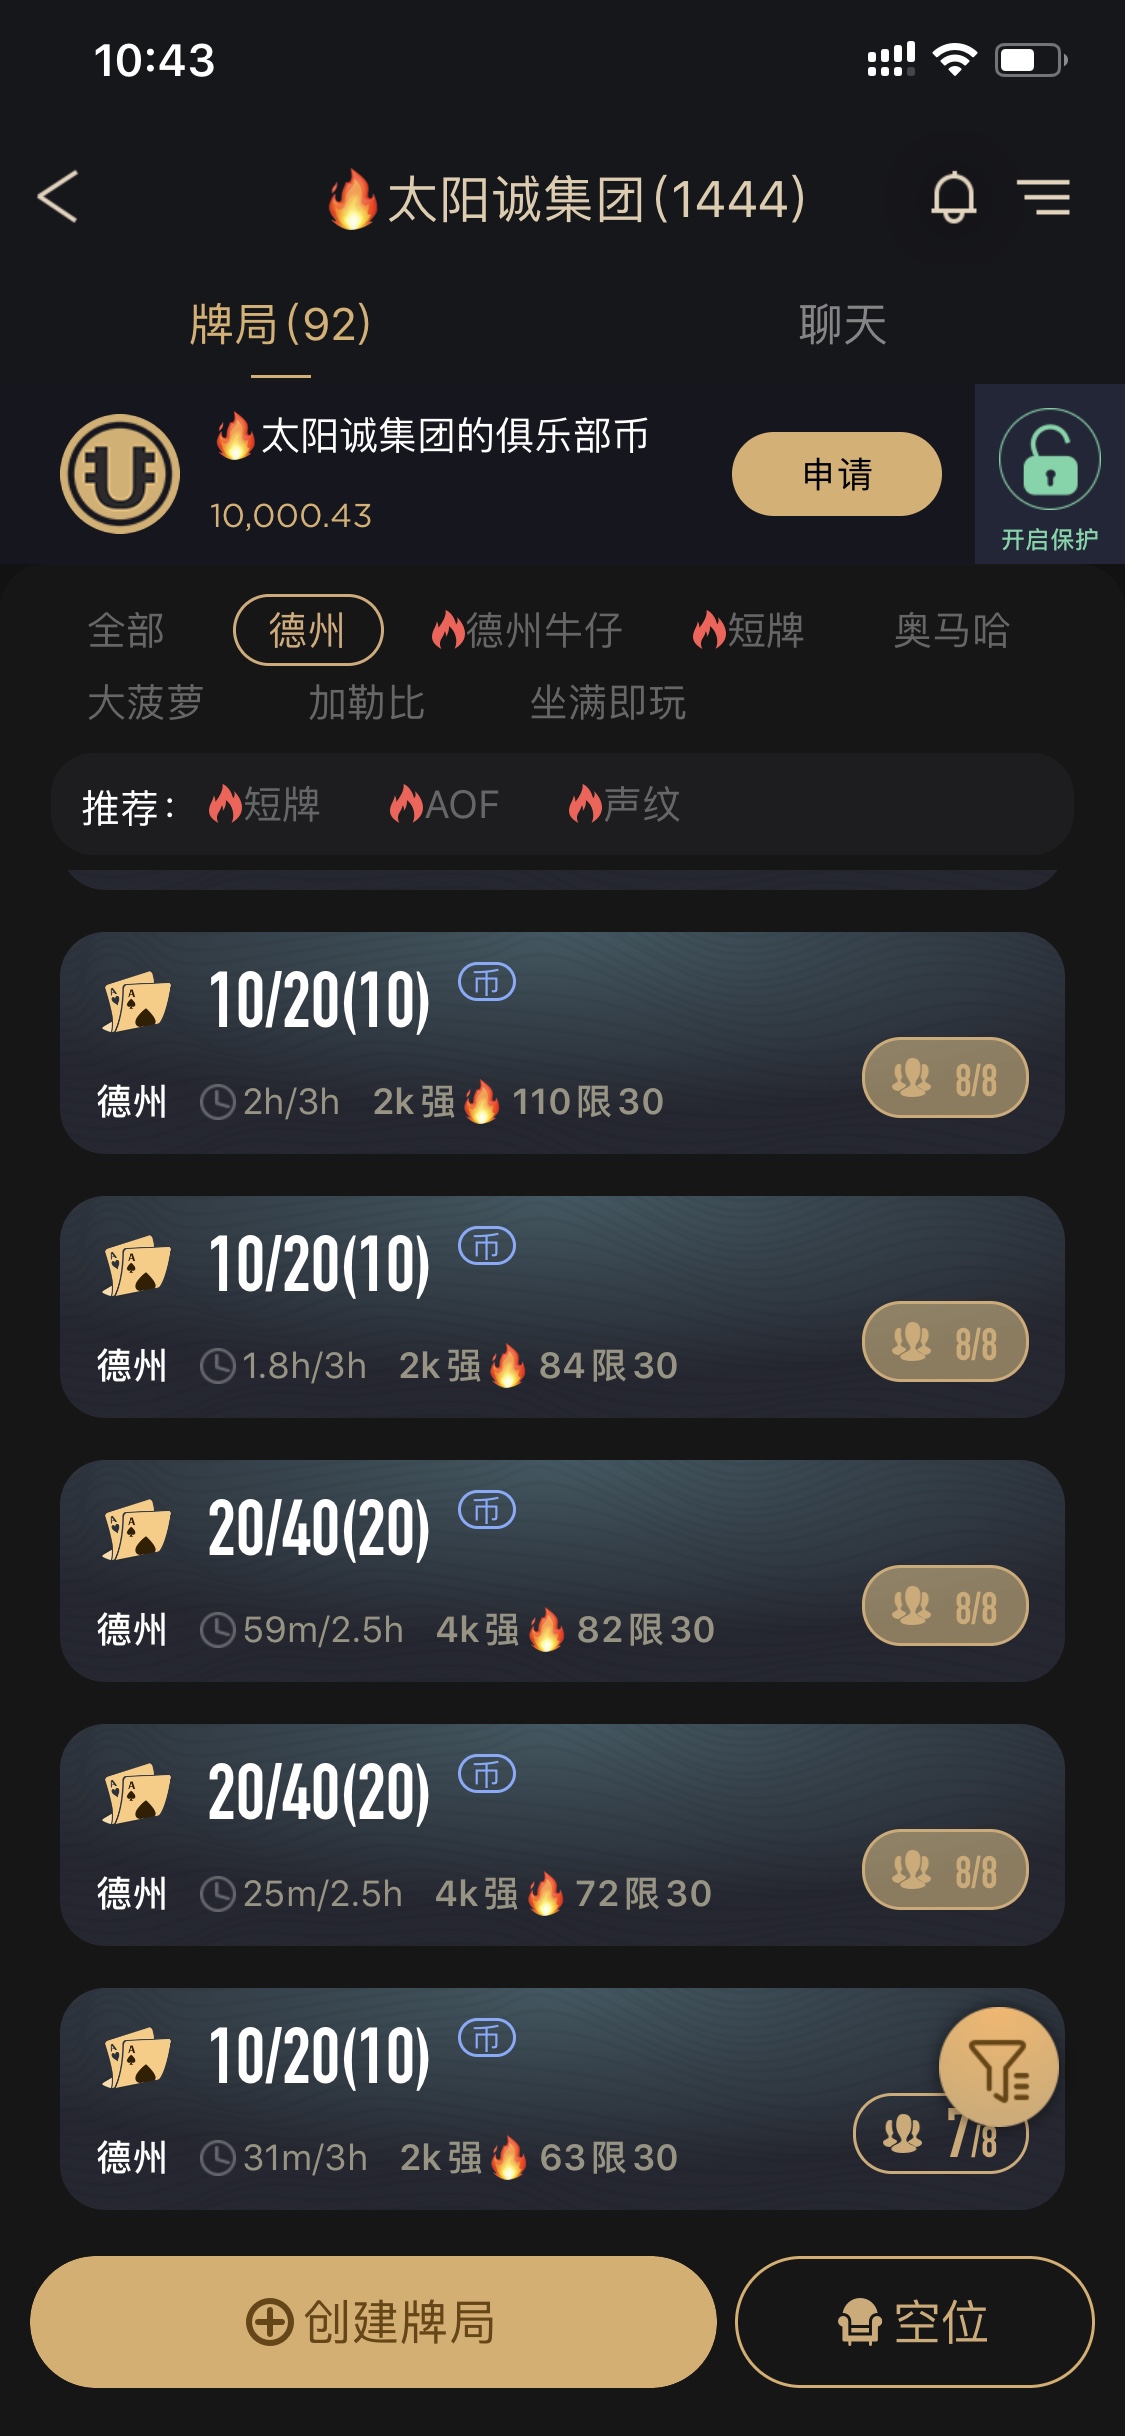 10:43
🔥太阳诚集团(1444)
牌局(92) 聊天
🔥太阳诚集团的俱乐部币
10,000.43
申请
开启保护
全部 德州 德州牛仔 短牌 奥马哈
大菠萝 加勒比 坐满即玩
推荐: 短牌 AOF 声纹
10/20(10) 币
德州 2h/3h 2k强🔥110限30 8/8
10/20(10) 币
德州 1.8h/3h 2k强🔥84限30 8/8
20/40(20) 币
德州 59m/2.5h 4k强🔥82限30 8/8
20/40(20) 币
德州 25m/2.5h 4k强🔥72限30 8/8
10/20(10) 币
德州 31m/3h 2k强🔥63限30 7/8
创建牌局 空位